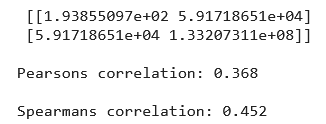 [[1.93855097e+02 5.91718651e+04]
[5.91718651e+04 1.33207311e+08]]
Pearsons correlation: 0.368
Spearmans correlation: 0.452